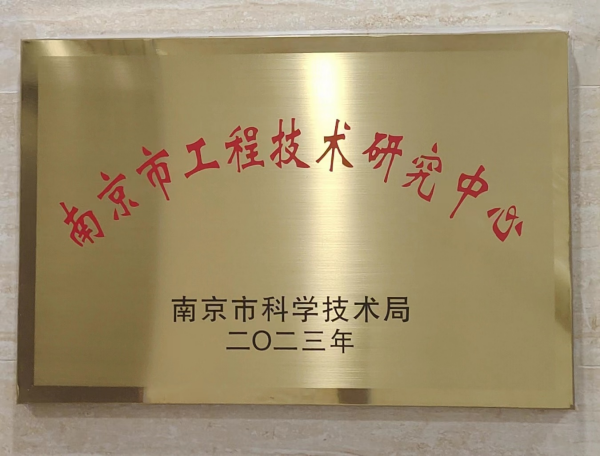 南京市工程技术研究中心
南京市科学技术局
二〇二三年